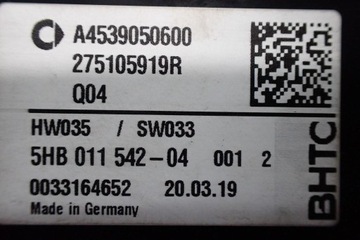 A4539050600
275105919R
Q04
HW035 / SW033
5HB 011 542-04 001 2
0033164652 20.03.19
Made in Germany
BHTC